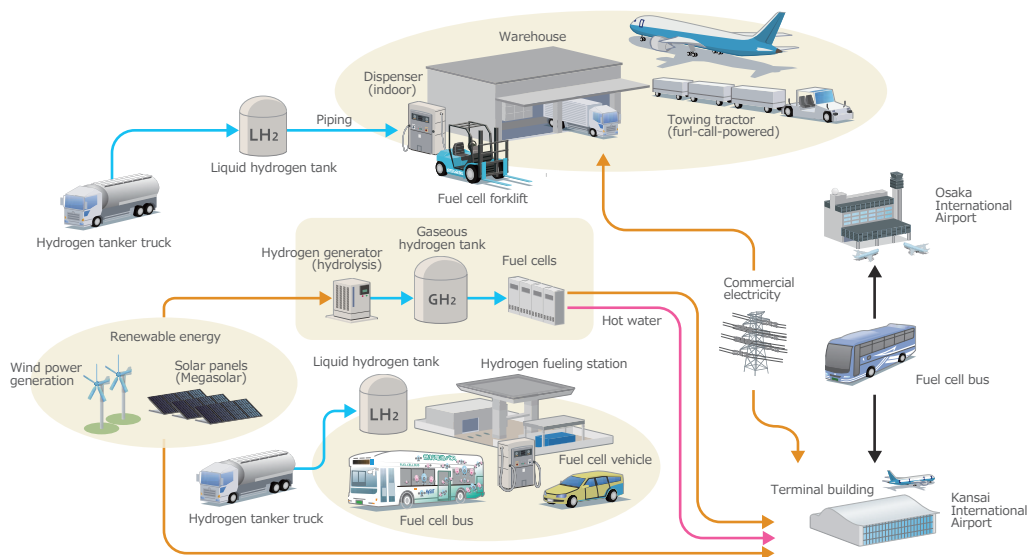 Warehouse
Dispenser
(indoor)
Towing tractor
(furl-call-powered)
LH2
Piping
Liquid hydrogen tank
Fuel cell forklift
Hydrogen tanker truck
Osaka
International
Airport
Gaseous
hydrogen tank
Hydrogen generator
(hydrolysis)
Fuel cells
GH2
Commercial
electricity
Hot water
Renewable energy
Wind power
generation
Solar panels
(Megasolar)
Liquid hydrogen tank
Hydrogen fueling station
LH2
Fuel cell bus
Fuel cell vehicle
Hydrogen tanker truck
Fuel cell bus
Terminal building
Kansai
International
Airport